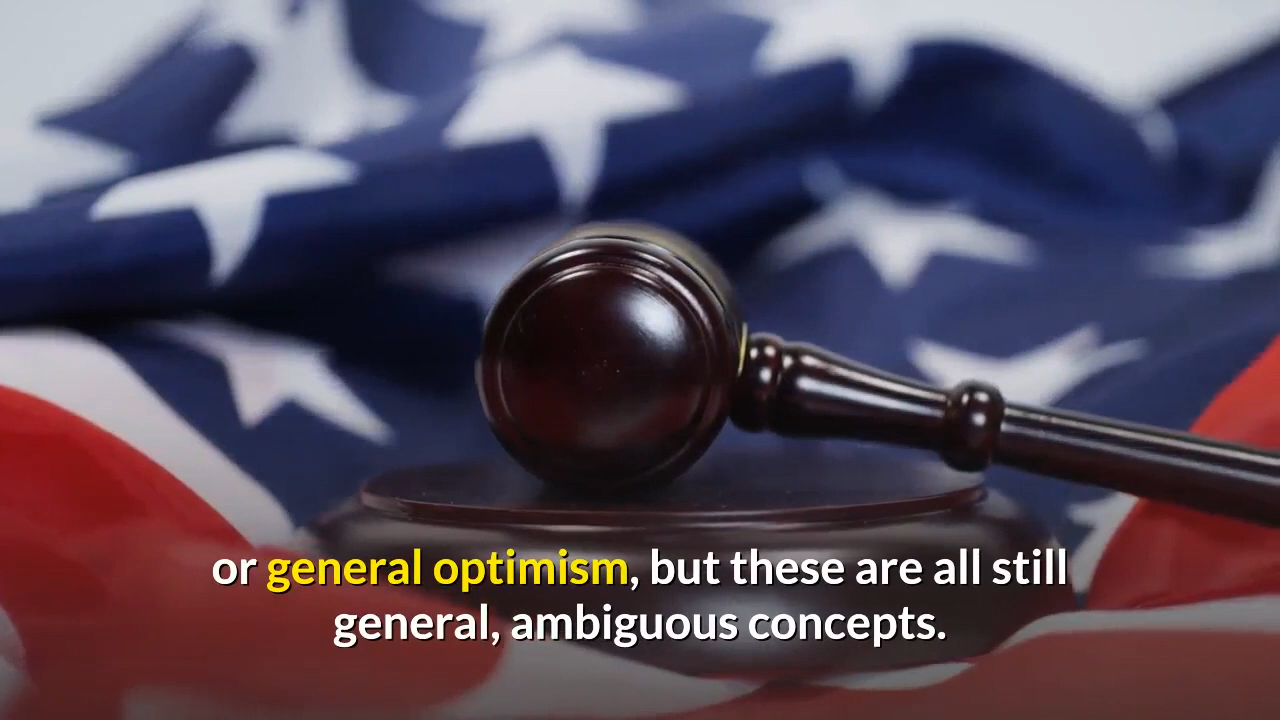 or general optimism, but these are all still
general, ambiguous concepts.